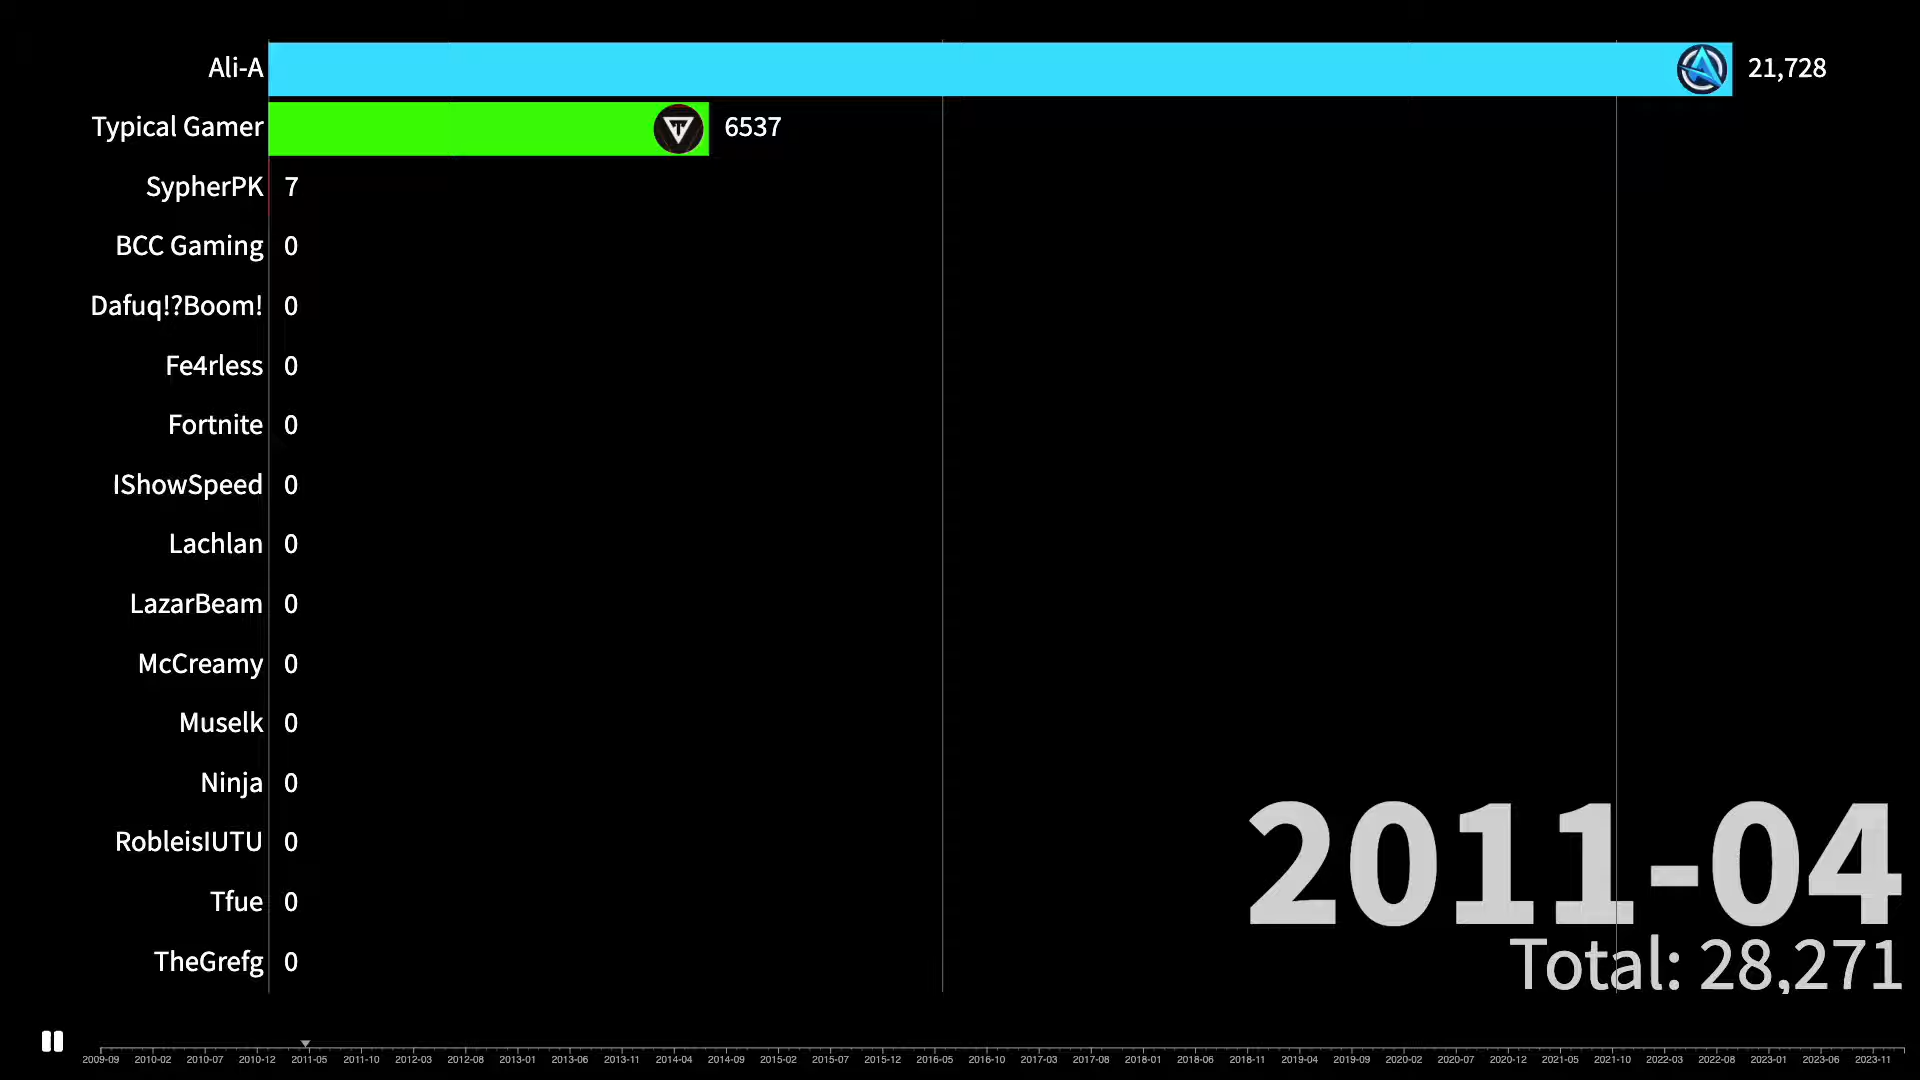 Ali-A 21,728
Typical Gamer 6537
SypherPK 7
BCC Gaming 0
Dafuq!?Boom! 0
Fe4rless 0
Fortnite 0
IShowSpeed 0
Lachlan 0
LazarBeam 0
McCreamy 0
Muselk 0
Ninja 0
RobleisIUTU 0
Tfue 0
TheGrefg 0
2011-04
Total: 28,271
2009-09 2010-02 2010-07 2010-12 2011-05 2011-10 2012-03 2012-08 2013-01 2013-06 2013-11 2014-04 2014-09 2015-02 2015-07 2015-12 2016-05 2016-10 2017-03 2017-08 2018-01 2018-06 2018-11 2019-04 2019-09 2020-02 2020-07 2020-12 2021-05 2021-10 2022-03 2022-08 2023-01 2023-06 2023-11